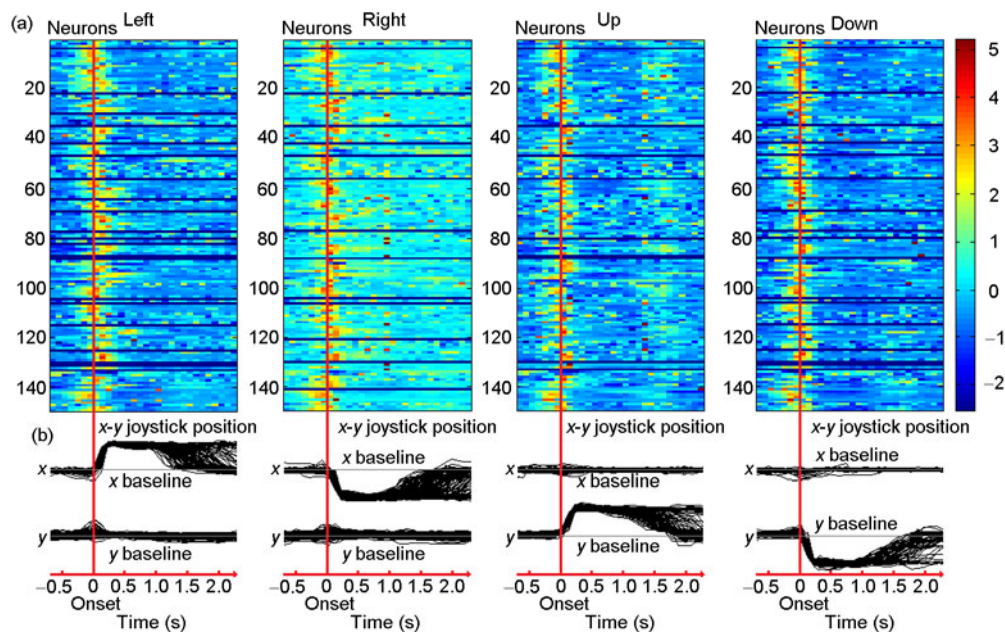 (a) Left Right Up Down
Neurons Neurons Neurons Neurons
20 20 20 20
40 40 40 40
60 60 60 60
80 80 80 80
100 100 100 100
120 120 120 120
140 140 140 140
5
4
3
2
1
0
−1
−2
(b) x-y joystick position x-y joystick position x-y joystick position x-y joystick position
x x baseline x x baseline x x baseline x x baseline
y y baseline y y baseline y y baseline y y baseline
−0.5 0 0.5 1.0 1.5 2.0 −0.5 0 0.5 1.0 1.5 2.0 −0.5 0 0.5 1.0 1.5 2.0 −0.5 0 0.5 1.0 1.5 2.0
Onset Onset Onset Onset
Time (s) Time (s) Time (s) Time (s)